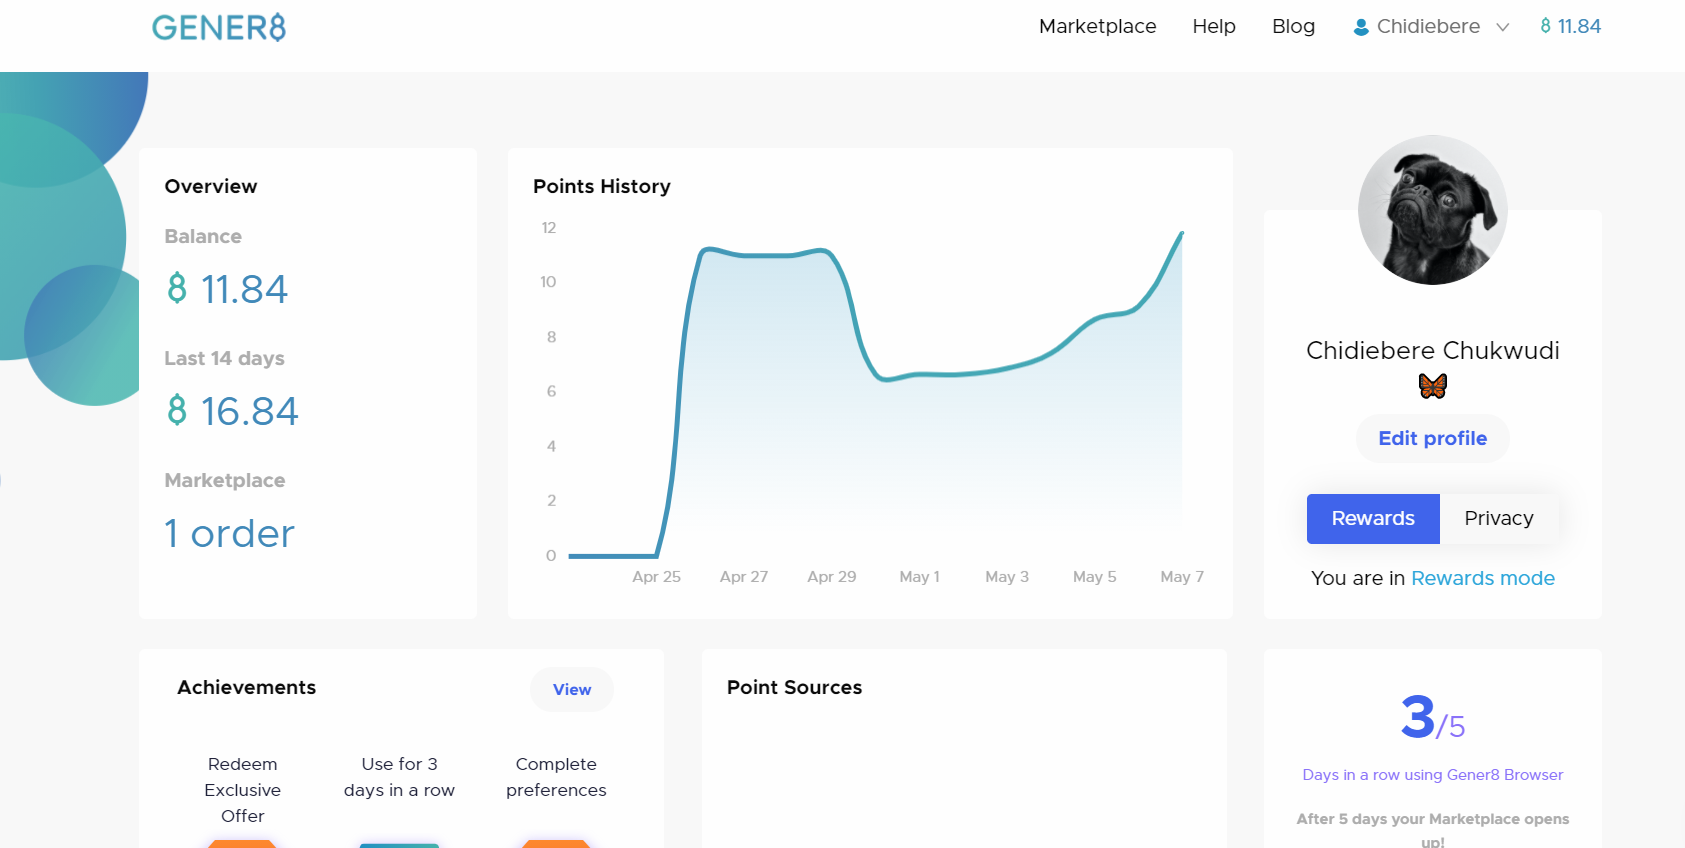 GENER8
Marketplace Help Blog Chidiebere 11.84
Overview
Balance
11.84
Last 14 days
16.84
Marketplace
1 order
Points History
12
10
8
6
4
2
0
Apr 25 Apr 27 Apr 29 May 1 May 3 May 5 May 7
Chidiebere Chukwudi
Edit profile
Rewards Privacy
You are in Rewards mode
Achievements
View
Redeem
Exclusive
Offer
Use for 3
days in a row
Complete
preferences
Point Sources
3/5
Days in a row using Gener8 Browser
After 5 days your Marketplace opens
up!